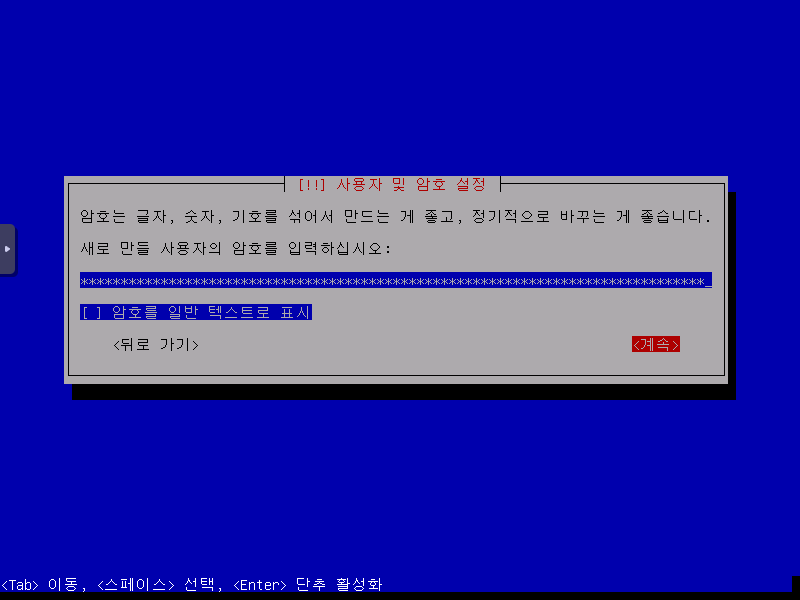 [!!] 사용자 및 암호 설정
암호는 글자, 숫자, 기호를 섞어서 만드는 게 좋고, 정기적으로 바꾸는 게 좋습니다.
새로 만들 사용자의 암호를 입력하십시오:
*******************************************************************************_
[ ] 암호를 일반 텍스트로 표시
<뒤로 가기> <계속>
<Tab> 이동, <스페이스> 선택, <Enter> 단추 활성화